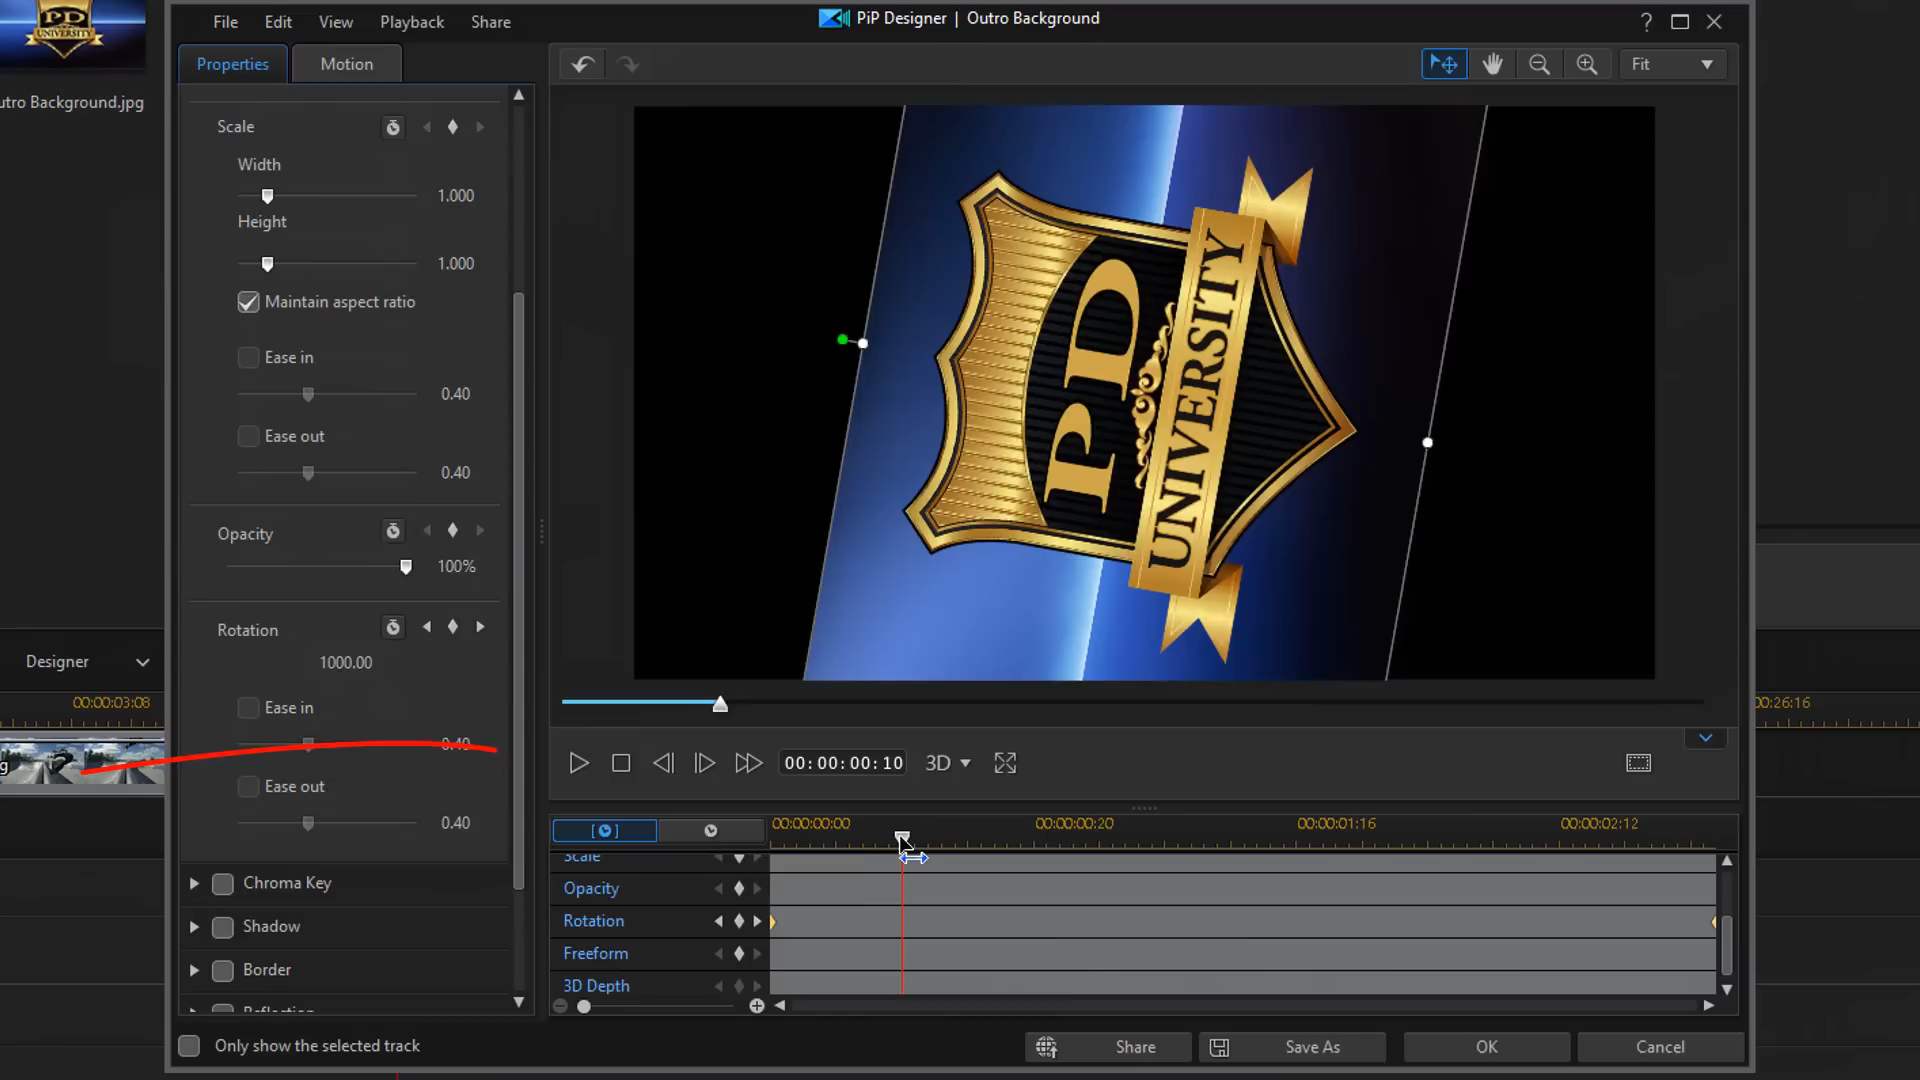 File Edit View Playback Share
PiP Designer | Outro Background
?
Properties Motion
Fit
PD
UNIVERSITY
utro Background.jpg
Scale
Width
1.000
Height
1.000
Maintain aspect ratio
Ease in
0.40
Ease out
0.40
Opacity
100%
Rotation
1000.00
Ease in
0.40
Ease out
0.40
Chroma Key
Shadow
Border
Reflection
Only show the selected track
PD
UNIVERSITY
00:00:00:10
3D
00:00:00:00 00:00:00:20 00:00:01:16 00:00:02:12
Scale
Opacity
Rotation
Freeform
3D Depth
Share Save As OK Cancel
Designer
00:00:03:08
00:26:16
g